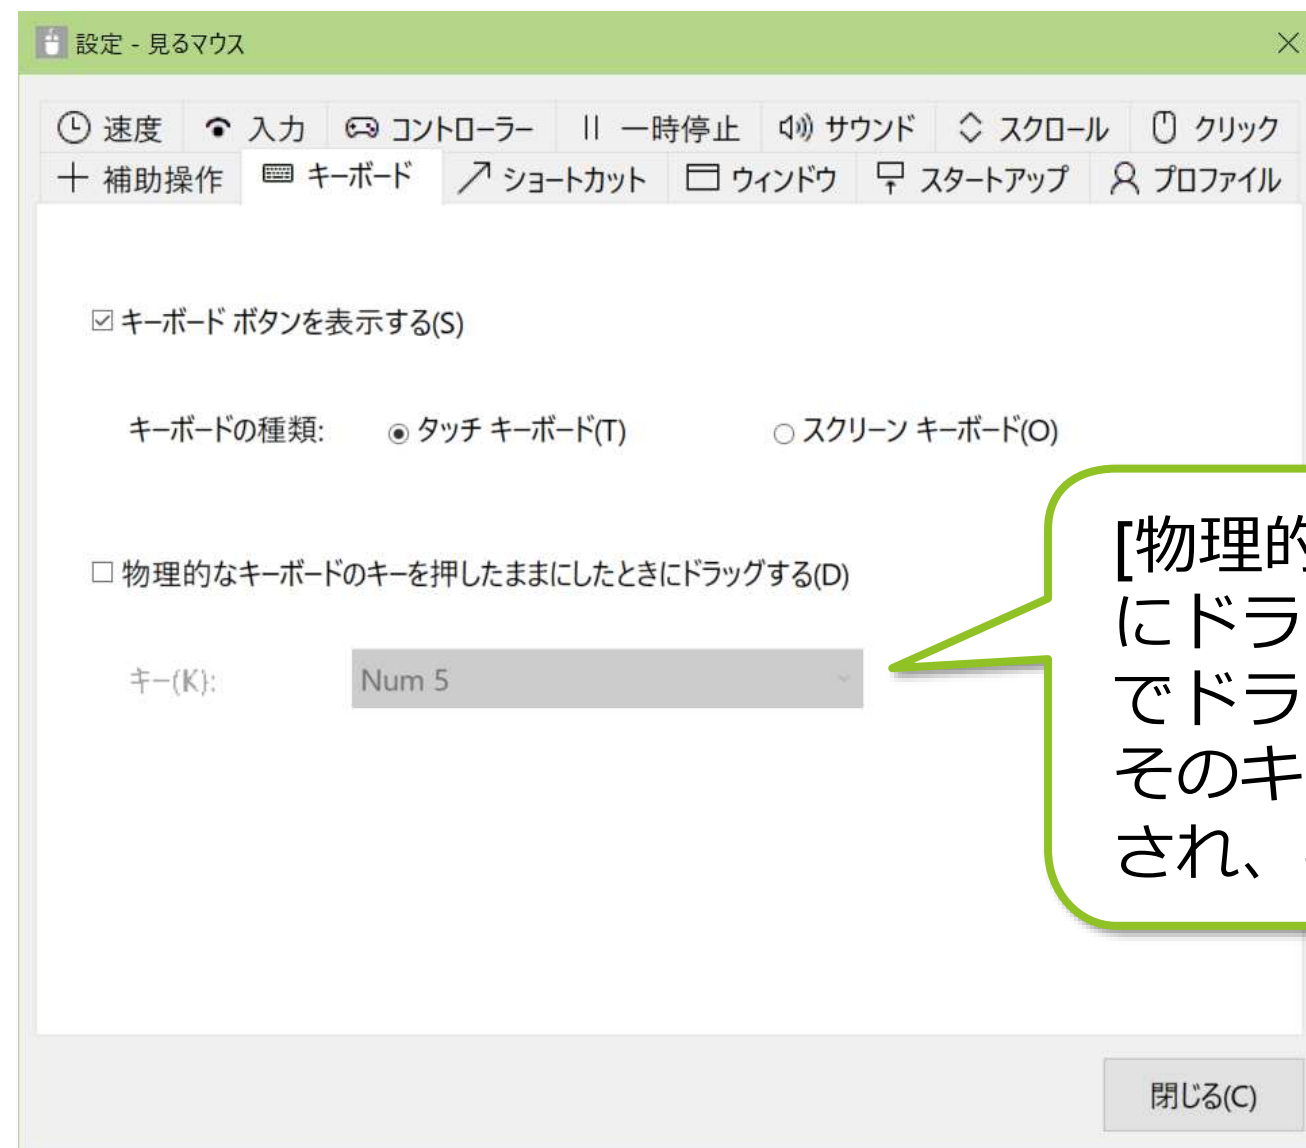 設定 - 見るマウス
速度 入力 コントローラー 一時停止 サウンド スクロール クリック
補助操作 キーボード ショートカット ウィンドウ スタートアップ プロファイル
キーボード ボタンを表示する(S)
キーボードの種類: タッチ キーボード(T) スクリーン キーボード(O)
物理的なキーボードのキーを押したままにしたときにドラッグする(D)
キー(K): Num 5
[物理的
にドラ
でドラ
そのキ
され、
閉じる(C)